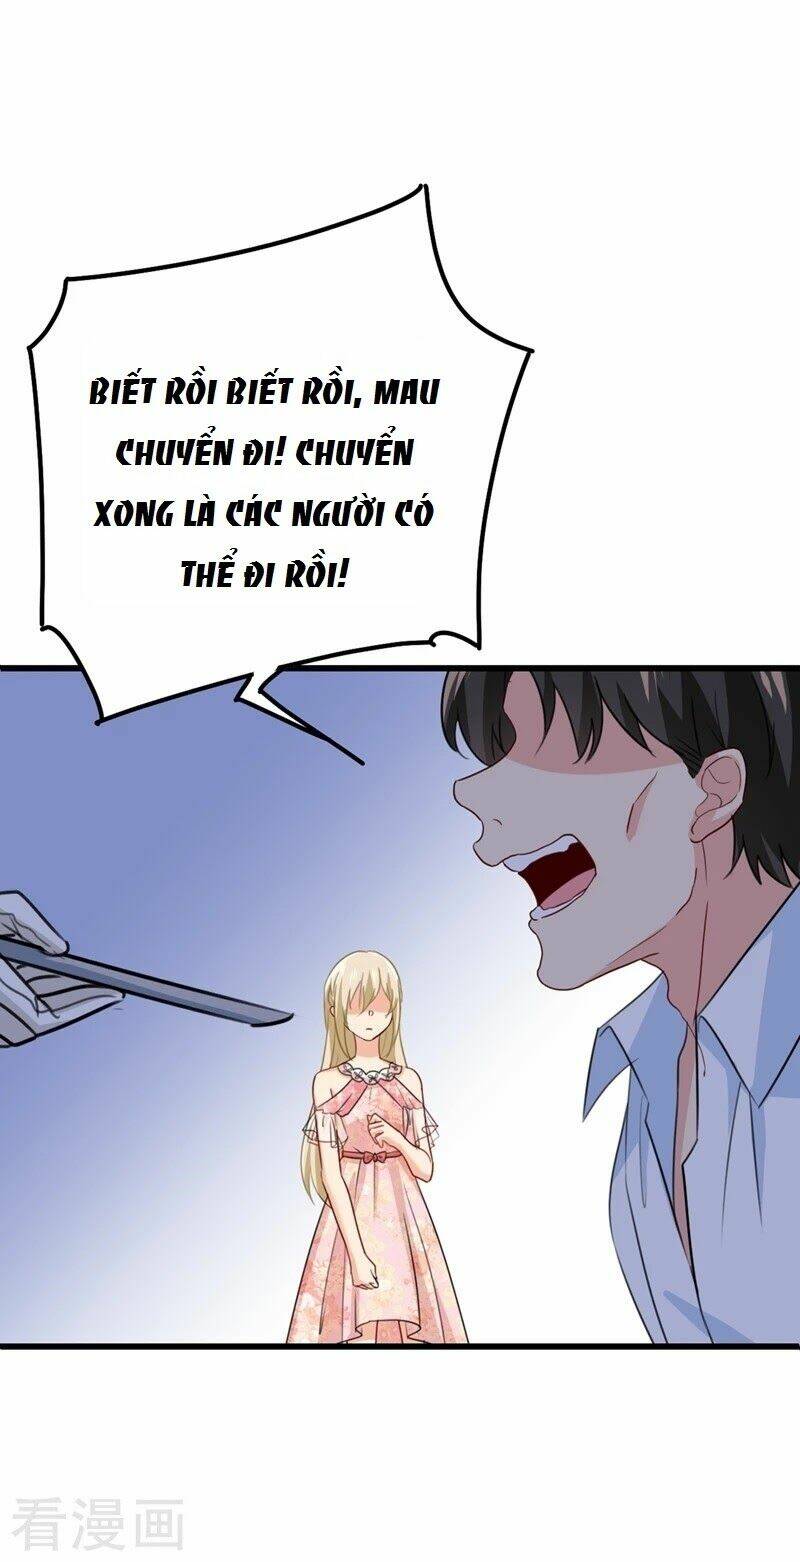 BIẾT RỒI BIẾT RỒI, MAU
CHUYỂN ĐI! CHUYỂN
XONG LÀ CÁC NGƯỜI CÓ
THỂ ĐI RỒI!
看漫画